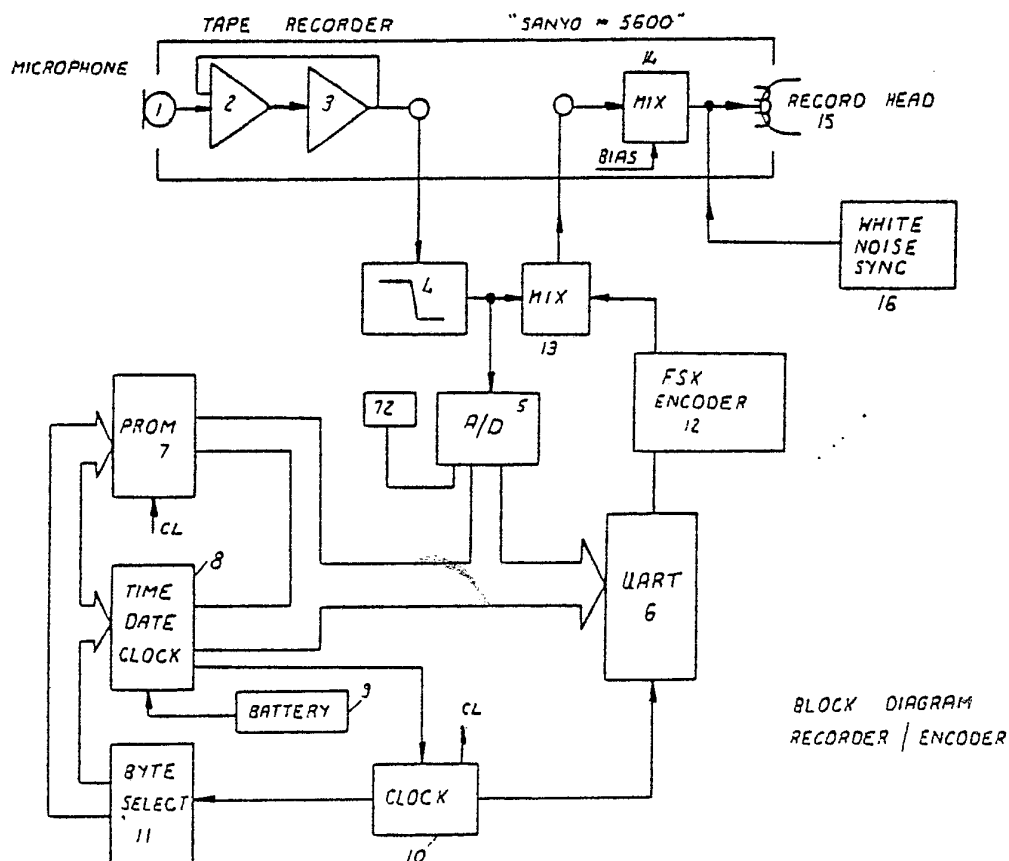 TAPE RECORDER "SANYO ~ 5600"
MICROPHONE
1
2
3
14
MIX
BIAS
RECORD HEAD
15
WHITE
NOISE
SYNC
16
4
MIX
13
FSX
ENCODER
12
72
A/D
5
PROM
7
CL
8
TIME
DATE
CLOCK
UART
6
BATTERY
9
CL
BYTE
SELECT
11
CLOCK
10
BLOCK DIAGRAM
RECORDER / ENCODER